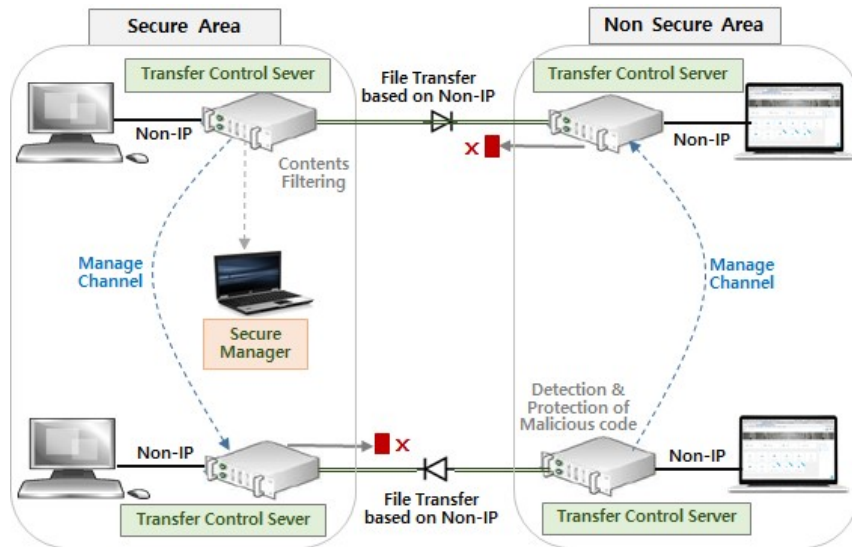 Secure Area
Non Secure Area
Transfer Control Sever
File Transfer
based on Non-IP
Transfer Control Server
Non-IP
Non-IP
X
Contents
Filtering
Manage
Channel
Manage
Channel
Secure
Manager
Detection &
Protection of
Malicious code
Non-IP
X
Non-IP
Transfer Control Sever
File Transfer
based on Non-IP
Transfer Control Server